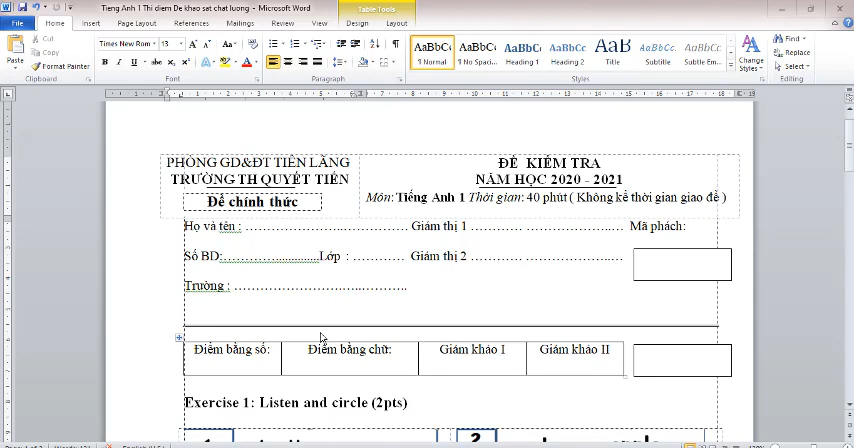 Tieng Anh 1 Thi diem De khao sat chat luong - Microsoft Word
Table Tools
File Home Insert Page Layout References Mailings Review View Design Layout
Cut
Copy
Format Painter
Paste
Clipboard
Times New Rom 13
Font
Paragraph
AaBbCc AaBbCc AaBbC AaBbCc AaB AaBbCc AaBbCc
¶ Normal ¶ No Spaci... Heading 1 Heading 2 Title Subtitle Subtle Em...
Styles
Change Styles
Find
Replace
Select
Editing
PHÒNG GD&ĐT TIÊN LÃNG
TRƯỜNG TH QUYẾT TIẾN
Đề chính thức
ĐỀ KIỂM TRA
NĂM HỌC 2020 - 2021
Môn: Tiếng Anh 1 Thời gian: 40 phút ( Không kể thời gian giao đề )
Họ và tên : ………………………………… Giám thị 1 ………… …………………... Mã phách:
Số BD:…………..............Lớp : ………… Giám thị 2 ………… …………………...
Trường : ……………………….…...………..
Điểm bằng số: Điểm bằng chữ: Giám khảo I Giám khảo II
Exercise 1: Listen and circle (2pts)
2